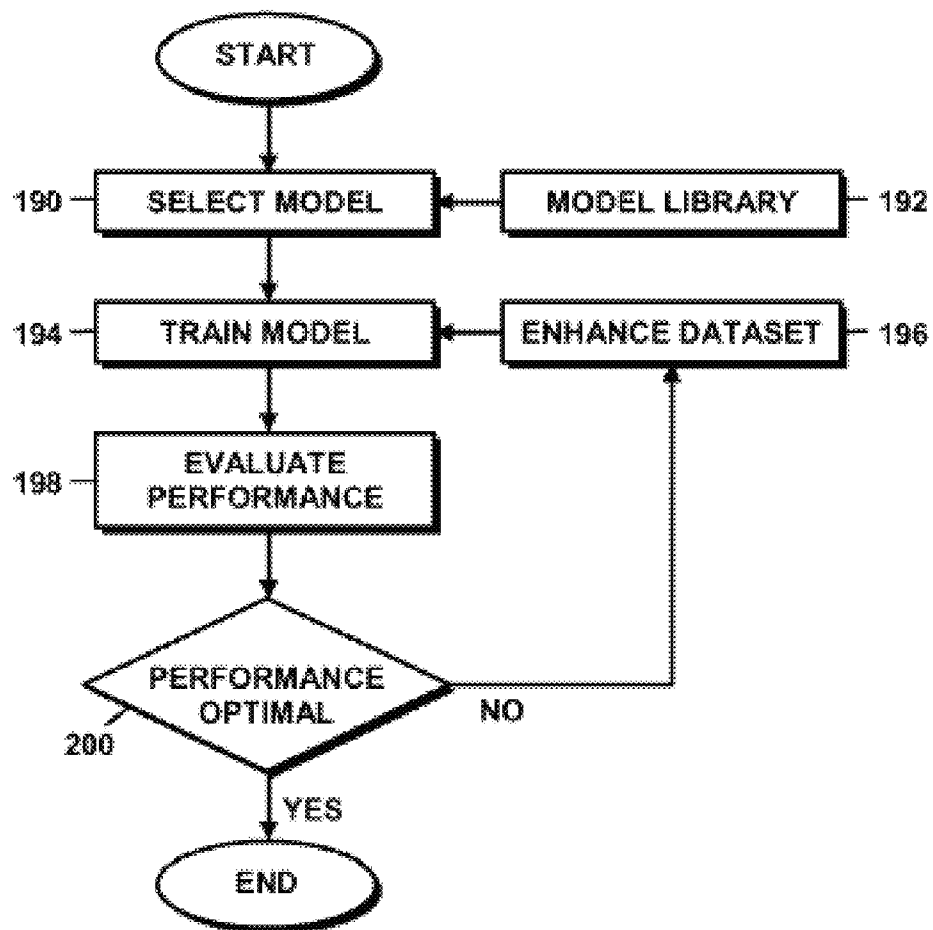 START
190
SELECT MODEL
MODEL LIBRARY
192
194
TRAIN MODEL
ENHANCE DATASET
196
198
EVALUATE
PERFORMANCE
PERFORMANCE
OPTIMAL
NO
200
YES
END